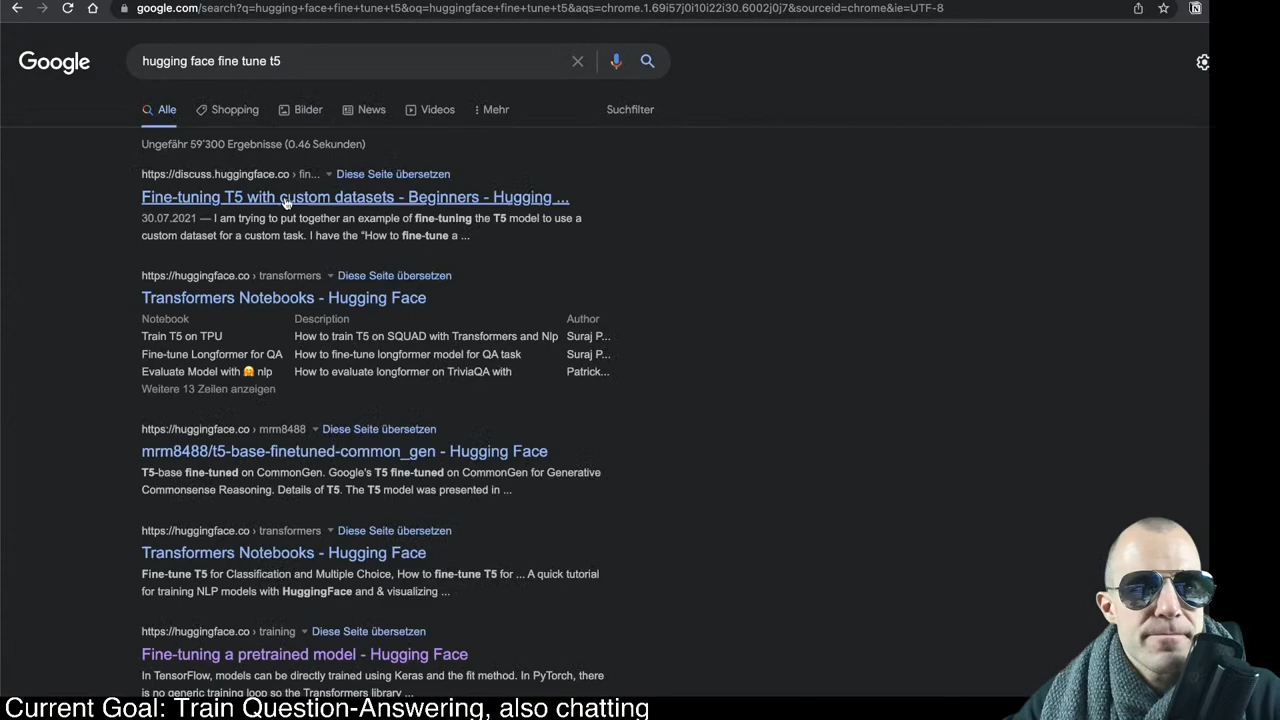 google.com/search?q=hugging+face+fine+tune+t5&oq=huggingface+fine+tune+t5&aqs=chrome.1.69i57j0i10i22i30.6002j0j7&sourceid=chrome&ie=UTF-8
Google
hugging face fine tune t5
Alle Shopping Bilder News Videos Mehr Suchfilter
Ungefähr 59'300 Ergebnisse (0.46 Sekunden)
https://discuss.huggingface.co › fin... Diese Seite übersetzen
Fine-tuning T5 with custom datasets - Beginners - Hugging ...
30.07.2021 — I am trying to put together an example of fine-tuning the T5 model to use a
custom dataset for a custom task. I have the "How to fine-tune a ...
https://huggingface.co › transformers Diese Seite übersetzen
Transformers Notebooks - Hugging Face
Notebook Description Author
Train T5 on TPU How to train T5 on SQUAD with Transformers and Nlp Suraj P...
Fine-tune Longformer for QA How to fine-tune longformer model for QA task Suraj P...
Evaluate Model with 🤗 nlp How to evaluate longformer on TriviaQA with Patrick...
Weitere 13 Zeilen anzeigen
https://huggingface.co › mrm8488 Diese Seite übersetzen
mrm8488/t5-base-finetuned-common_gen - Hugging Face
T5-base fine-tuned on CommonGen. Google's T5 fine-tuned on CommonGen for Generative
Commonsense Reasoning. Details of T5. The T5 model was presented in ...
https://huggingface.co › transformers Diese Seite übersetzen
Transformers Notebooks - Hugging Face
Fine-tune T5 for Classification and Multiple Choice, How to fine-tune T5 for ... A quick tutorial
for training NLP models with HuggingFace and & visualizing ...
https://huggingface.co › training Diese Seite übersetzen
Fine-tuning a pretrained model - Hugging Face
In TensorFlow, models can be directly trained using Keras and the fit method. In PyTorch, there
is no generic training loop so the Transformers library ...
Current Goal: Train Question-Answering, also chatting